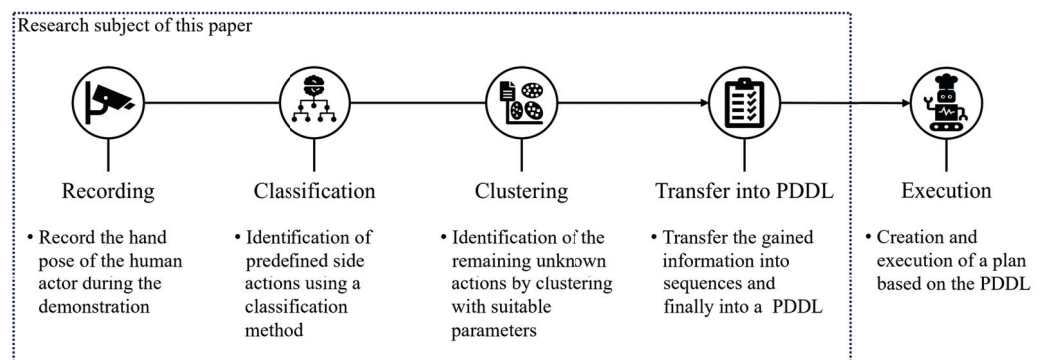 Research subject of this paper
Recording
• Record the hand
pose of the human
actor during the
demonstration
Classification
• Identification of
predefined side
actions using a
classification
method
Clustering
• Identification of the
remaining unknown
actions by clustering
with suitable
parameters
Transfer into PDDL
• Transfer the gained
information into
sequences and
finally into a PDDL
Execution
• Creation and
execution of a plan
based on the PDDL